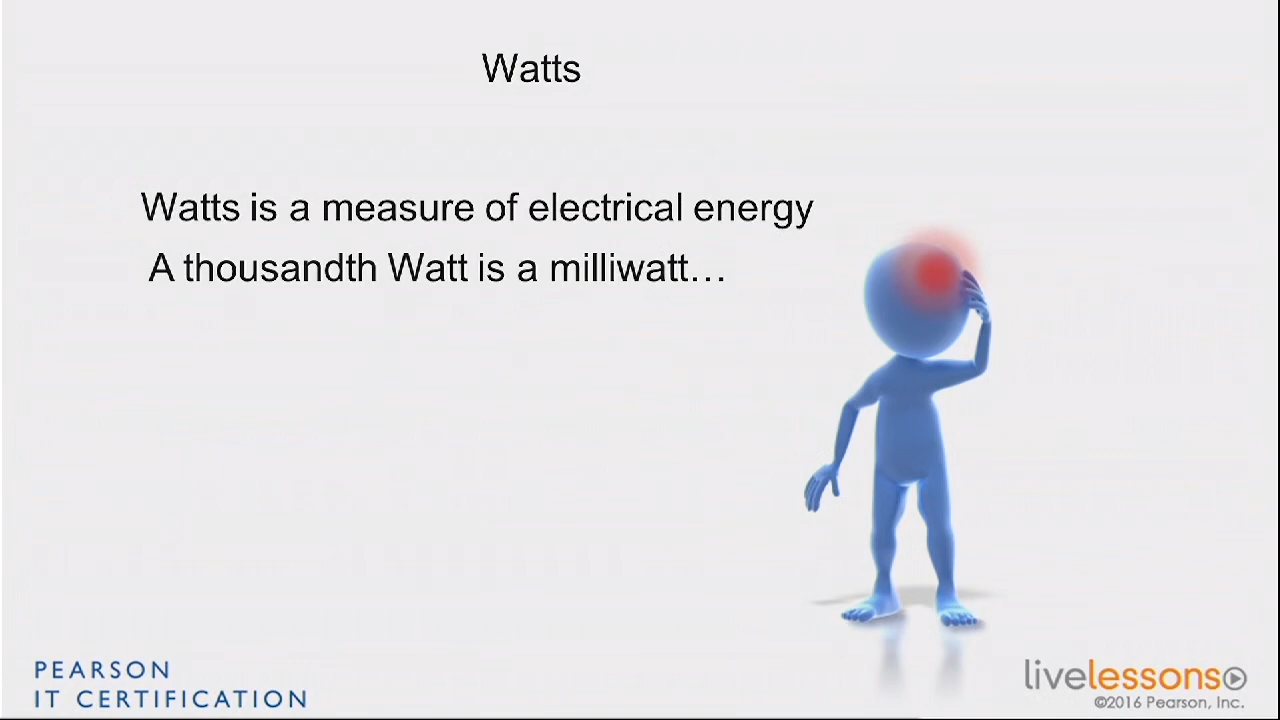 Watts
Watts is a measure of electrical energy
A thousandth Watt is a milliwatt…
PEARSON
IT CERTIFICATION
livelessons
©2016 Pearson, Inc.